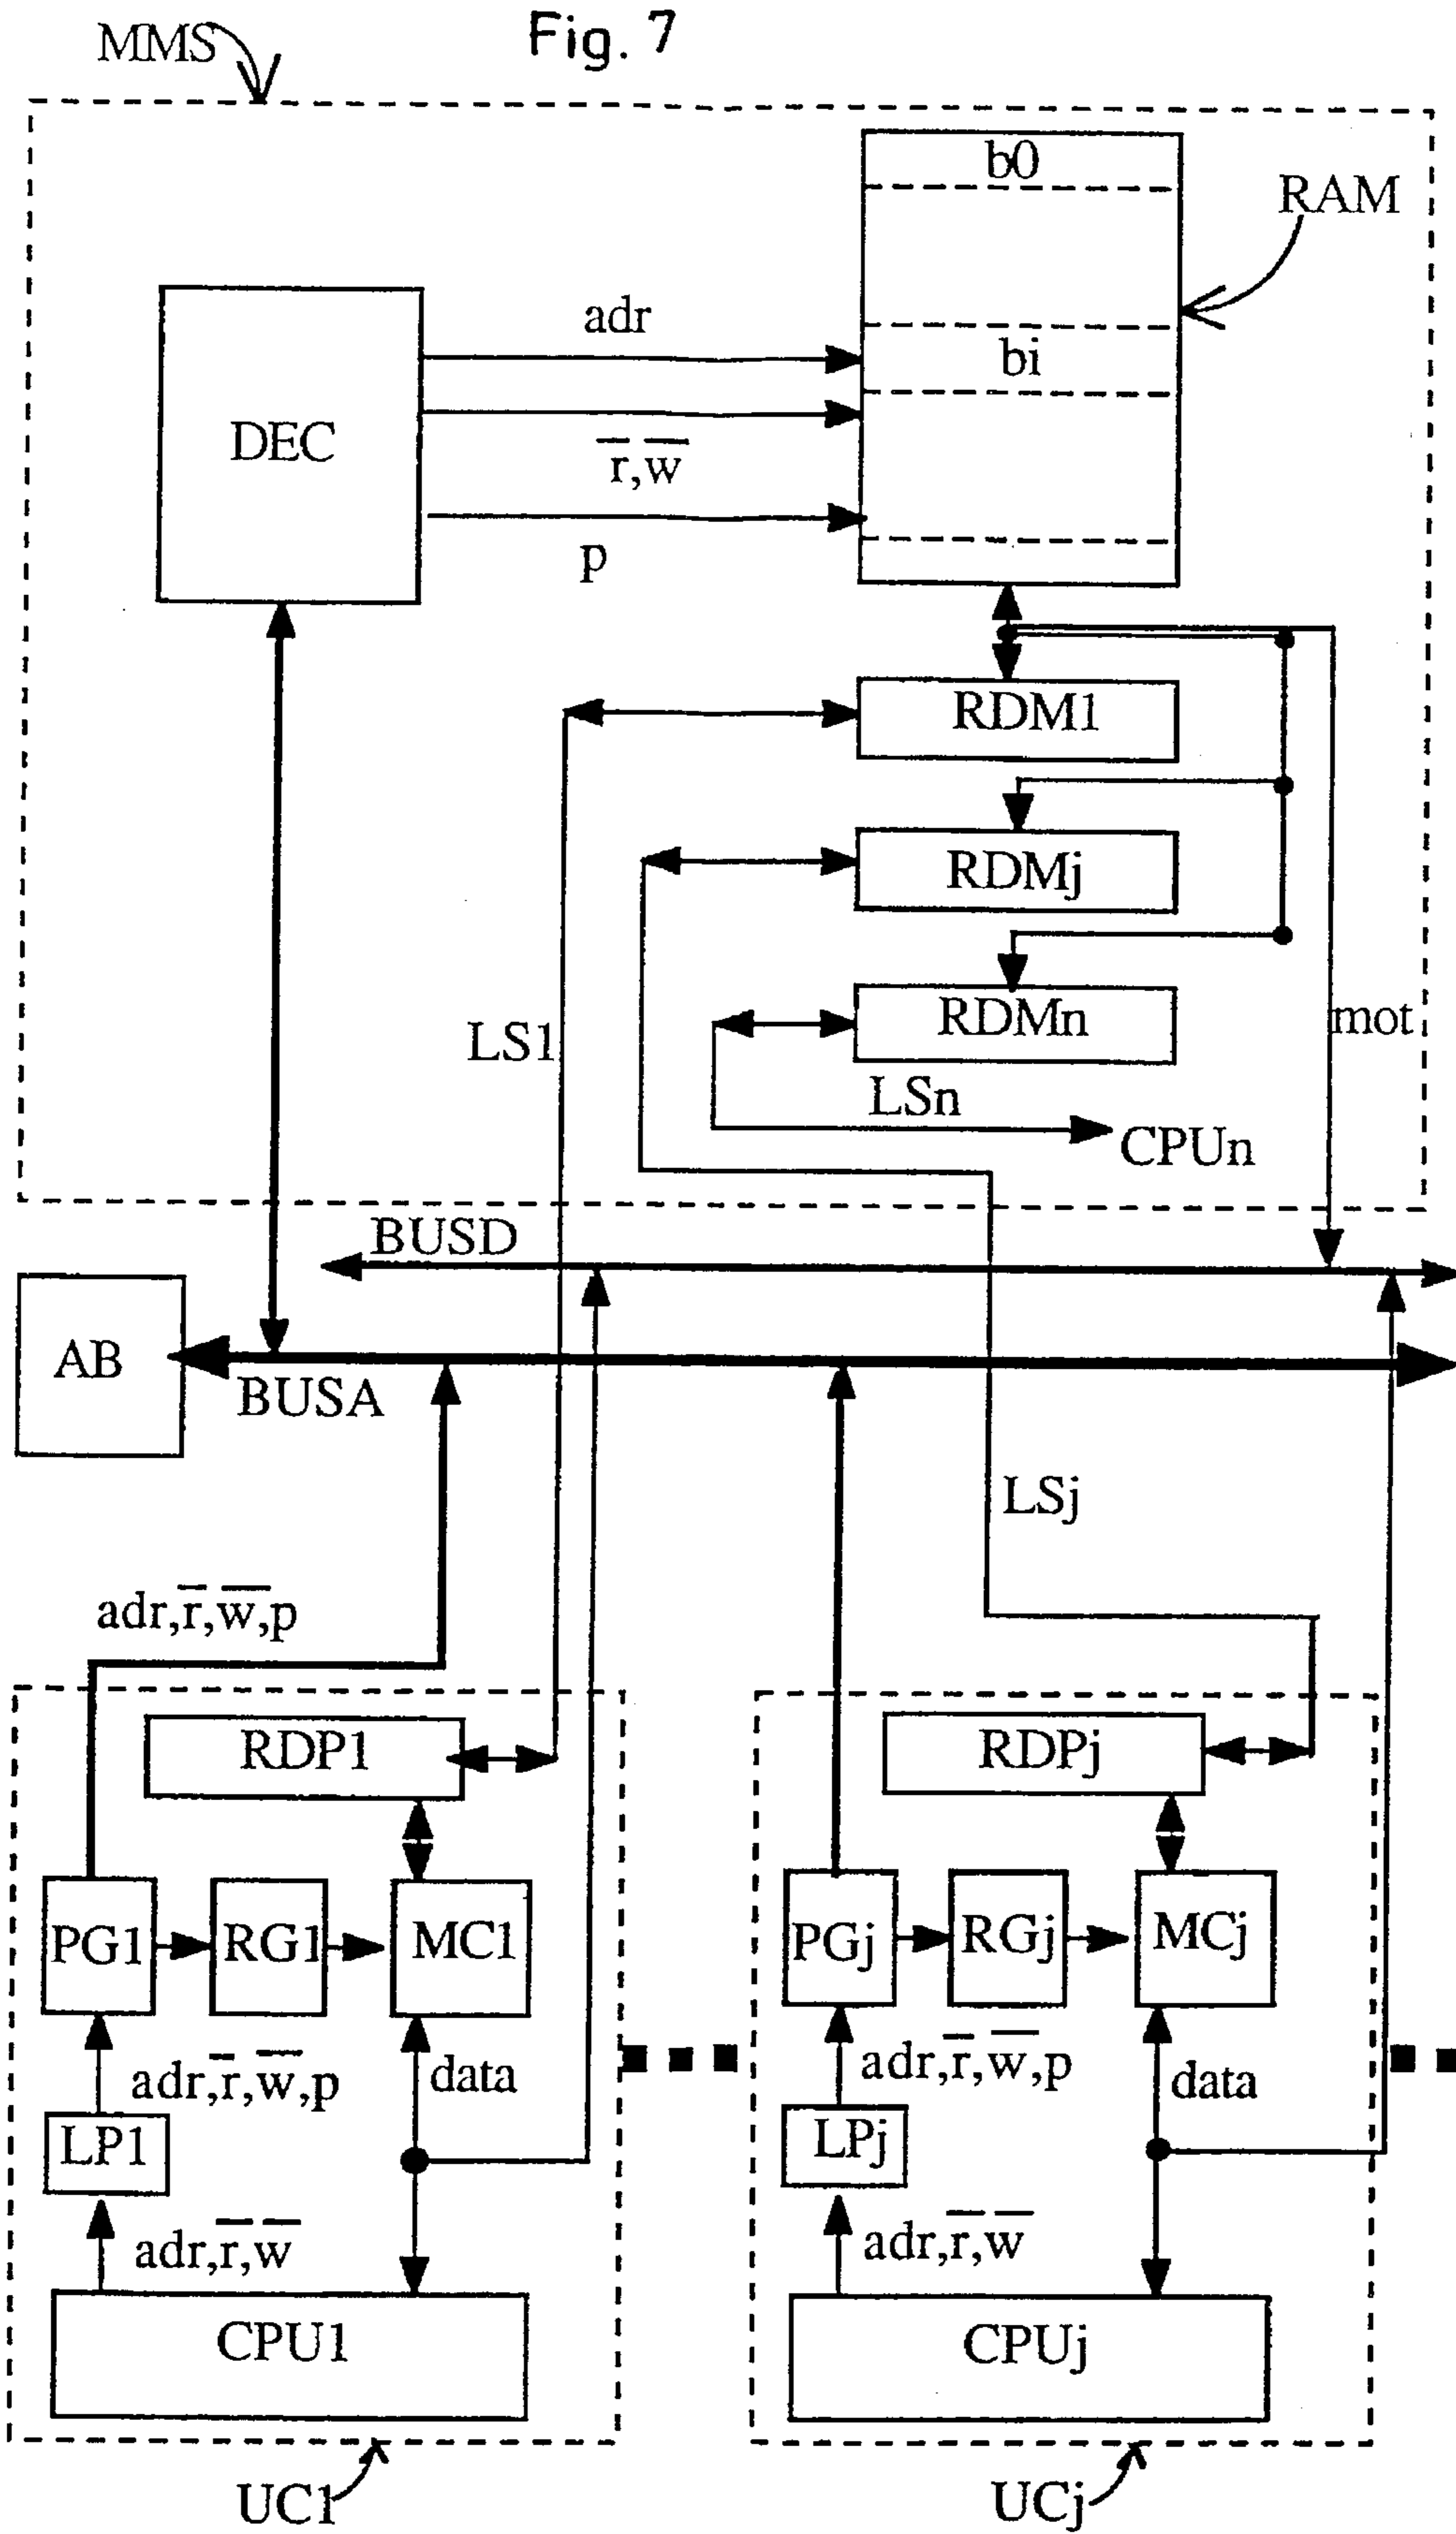 Fig. 7
MMS
b0
RAM
adr
bi
DEC
r̅,w̅
p
RDM1
RDMj
RDMn
LS1
mot
LSn
CPUn
BUSD
AB
BUSA
LSj
adr,r̅,w̅,p
RDP1
RDPj
PG1
RG1
MC1
PGj
RGj
MCj
adr,r̅,w̅,p
data
adr,r̅,w̅,p
data
LP1
LPj
adr,r̅,w̅
adr,r̅,w̅
CPU1
CPUj
UC1
UCj